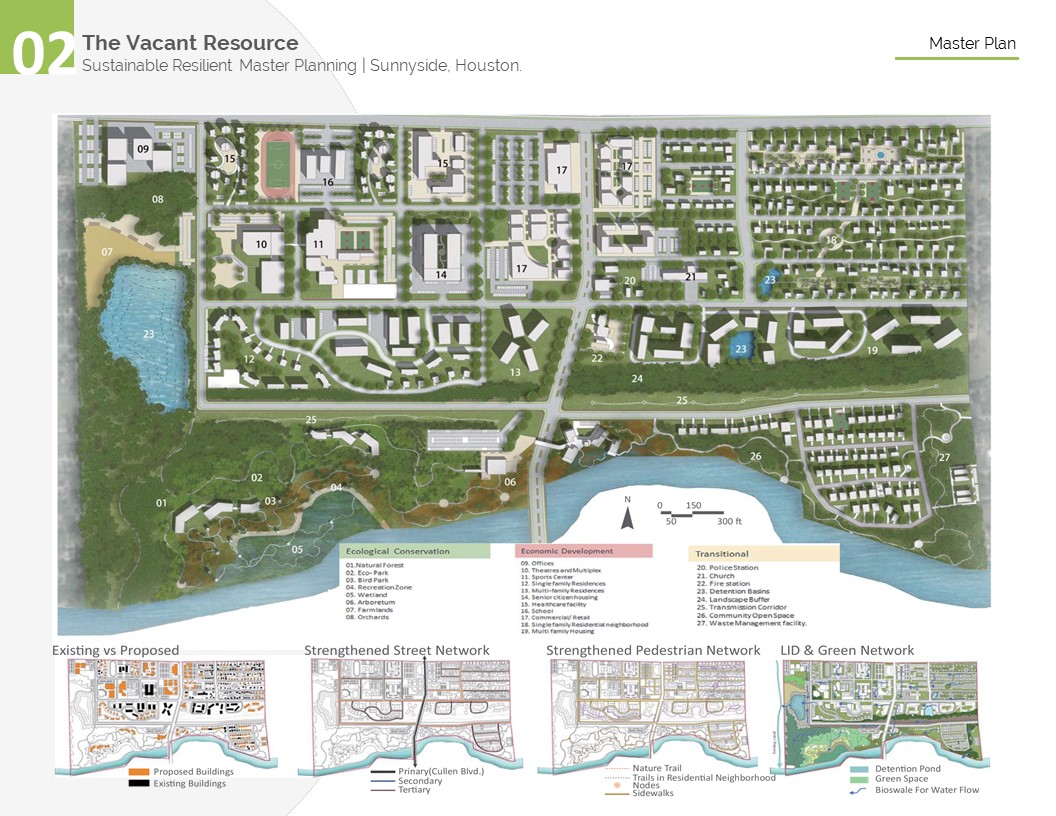 02
The Vacant Resource
Sustainable Resilient Master Planning | Sunnyside, Houston.
Master Plan
09
15
16
15
17
17
08
18
07
10
11
14
17
20
21
23
23
12
13
22
23
19
24
25
25
26
27
01
02
03
04
05
06
N
0 150
50 300 ft
Ecological Conservation
01.Natural Forest
02. Eco- Park
03. Bird Park
04. Recreation Zone
05. Wetland
06. Arboretum
07. Farmlands
08. Orchards
Economic Development
09. Offices
10. Theatres and Multiplex
11. Sports Center
12. Single family Residences
13. Multi-family Residences
14. Senior citizen housing
15. Healthcare facility
16. School
17. Commercial/ Retail
18. Single family Residential neighborhood
19. Multi family Housing
Transitional
20. Police Station
21. Church
22. Fire station
23. Detention Basins
24. Landscape Buffer
25. Transmission Corridor
26. Community Open Space
27. Waste Management facility.
Existing vs Proposed
Proposed Buildings
Existing Buildings
Strengthened Street Network
Primary(Cullen Blvd.)
Secondary
Tertiary
Strengthened Pedestrian Network
Nature Trail
Trails in Residential Neighborhood
Nodes
Sidewalks
LID & Green Network
Detention Pond
Green Space
Bioswale For Water Flow